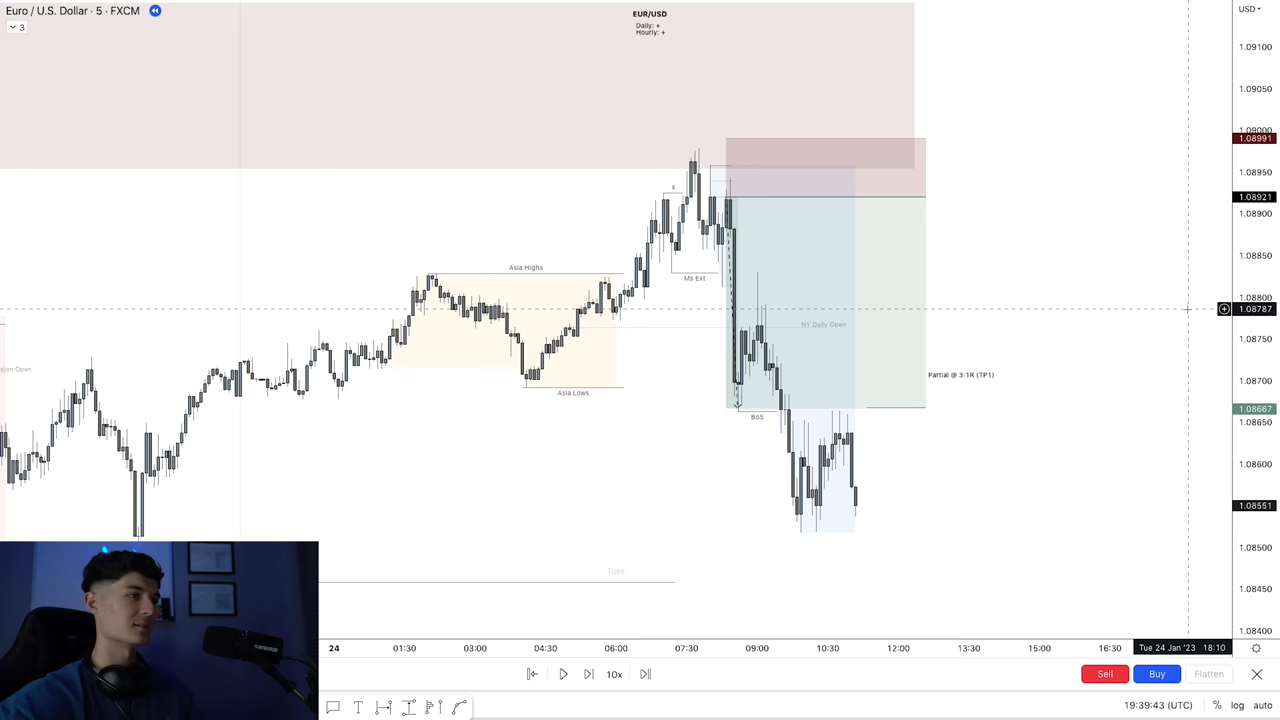 Euro / U.S. Dollar · 5 · FXCM
3
EUR/USD
Daily: +
Hourly: +
USD
1.09100
1.09050
1.09000
1.08991
1.08950
1.08921
1.08900
1.08850
1.08800
1.08787
1.08750
1.08700
1.08667
1.08650
1.08600
1.08551
1.08500
1.08450
1.08400
x
Asia Highs
Ms Ext
NY Daily Open
sion Open
Partial @ 3:1R (TP1)
Asia Lows
BoS
Tues
24
01:30
03:00
04:30
06:00
07:30
09:00
10:30
12:00
13:30
15:00
16:30
Tue 24 Jan '23 18:10
10x
Sell
Buy
Flatten
T
19:39:43 (UTC)
%
log
auto